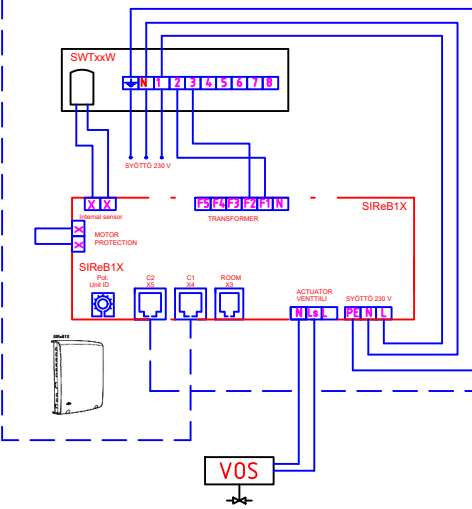 SWTxxW
N 1 2 3 4 5 6 7 8
SYÖTTÖ 230 V
X X
F5 F4 F3 F2 F1 N
SIReB1X
Internal sensor
TRANSFORMER
X
X
MOTOR
PROTECTION
SIReB1X
Pot.
Unit ID
C2
X5
C1
X4
ROOM
X3
ACTUATOR
VENTTIILI
SYÖTTÖ 230 V
N Ls L
PE N L
SIReB1X
VOS